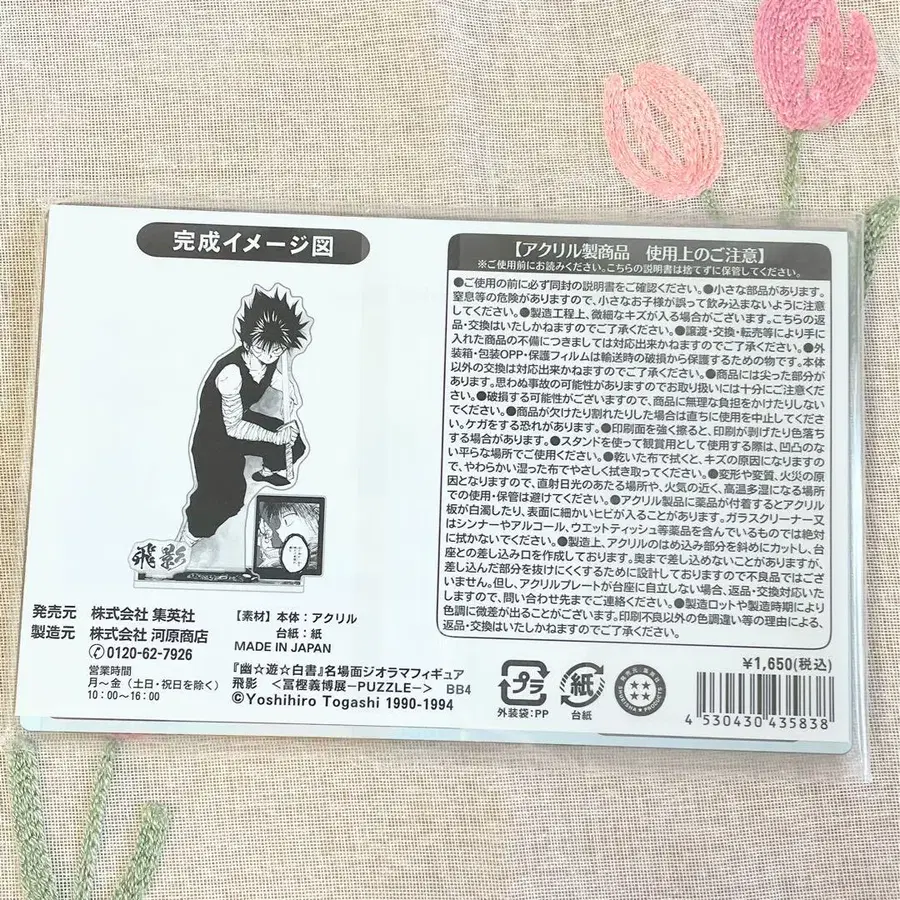 完成イメージ図
飛影
発売元 株式会社 集英社
製造元 株式会社 河原商店
0120-62-7926
営業時間
月〜金(土日・祝日を除く)
10:00〜16:00
【素材】本体:アクリル
台紙:紙
MADE IN JAPAN
『幽☆遊☆白書』名場面ジオラマフィギュア
飛影 <冨樫義博展-PUZZLE-> BB4
©Yoshihiro Togashi 1990-1994
【アクリル製商品 使用上のご注意】
※ご使用前にお読みください。こちらの説明書は捨てずに保管してください。
●ご使用の前に必ず同封の説明書をご確認ください。●小さな部品があります。
窒息等の危険がありますので、小さなお子様が誤って飲み込まないように注意
してください。●製造工程上、微細なキズが入る場合がございます。こちらの返
品・交換はいたしかねますのでご了承ください。●譲渡・交換・転売等により手に
入れた商品の不備につきましては対応出来かねますのでご了承ください。●外
装箱・包装OPP・保護フィルムは輸送時の破損から保護するための物です。本体
以外の交換は対応出来かねますのでご了承ください。●商品には尖った部分が
あります。思わぬ事故の可能性がありますのでお取り扱いには十分にご注意くだ
さい。●破損する可能性がございますので、商品に無理な負担をかけたりしない
でください。●商品が欠けたり割れたりした場合は直ちに使用を中止してくださ
い。ケガをする恐れがあります。●印刷面を強く擦ると、印刷が剥げたり色落ち
する場合があります。●スタンドを使って観賞用として使用する際は、凹凸のな
い平らな場所でご使用ください。●乾いた布で拭くと、キズの原因になりますの
で、やわらかい湿った布でやさしく拭き取ってください。●変形や変質、火災の原
因となりますので、直射日光のあたる場所や、火気の近く、高温多湿になる場所
での使用・保管は避けてください。●アクリル製品に薬品が付着するとアクリル
板が白濁したり、表面に細かいヒビが入ることがあります。ガラスクリーナー又
はシンナーやアルコール、ウエットティッシュ等薬品を含んでいるものでは絶対
に拭かないでください。●製造上、アクリルのはめ込み部分を斜めにカットし、台
座との差し込み口を作成しております。奥まで差し込めないことがありますが、
差し込んだ部分を抜けにくくするために設計しておりますので不良品ではござ
いません。但し、アクリルプレートが台座に自立しない場合、返品・交換対応いた
しますので、問い合わせ先までご連絡ください。●製造ロットや製造時期により
色調に微差が出ることがございます。印刷不良以外の色調違い等の理由による、
返品・交換はいたしかねますのでご了承ください。
プラ
外装袋:PP
紙
台紙
SHUEISHA PRODUCTS
¥1,650(税込)
4 530430 435838